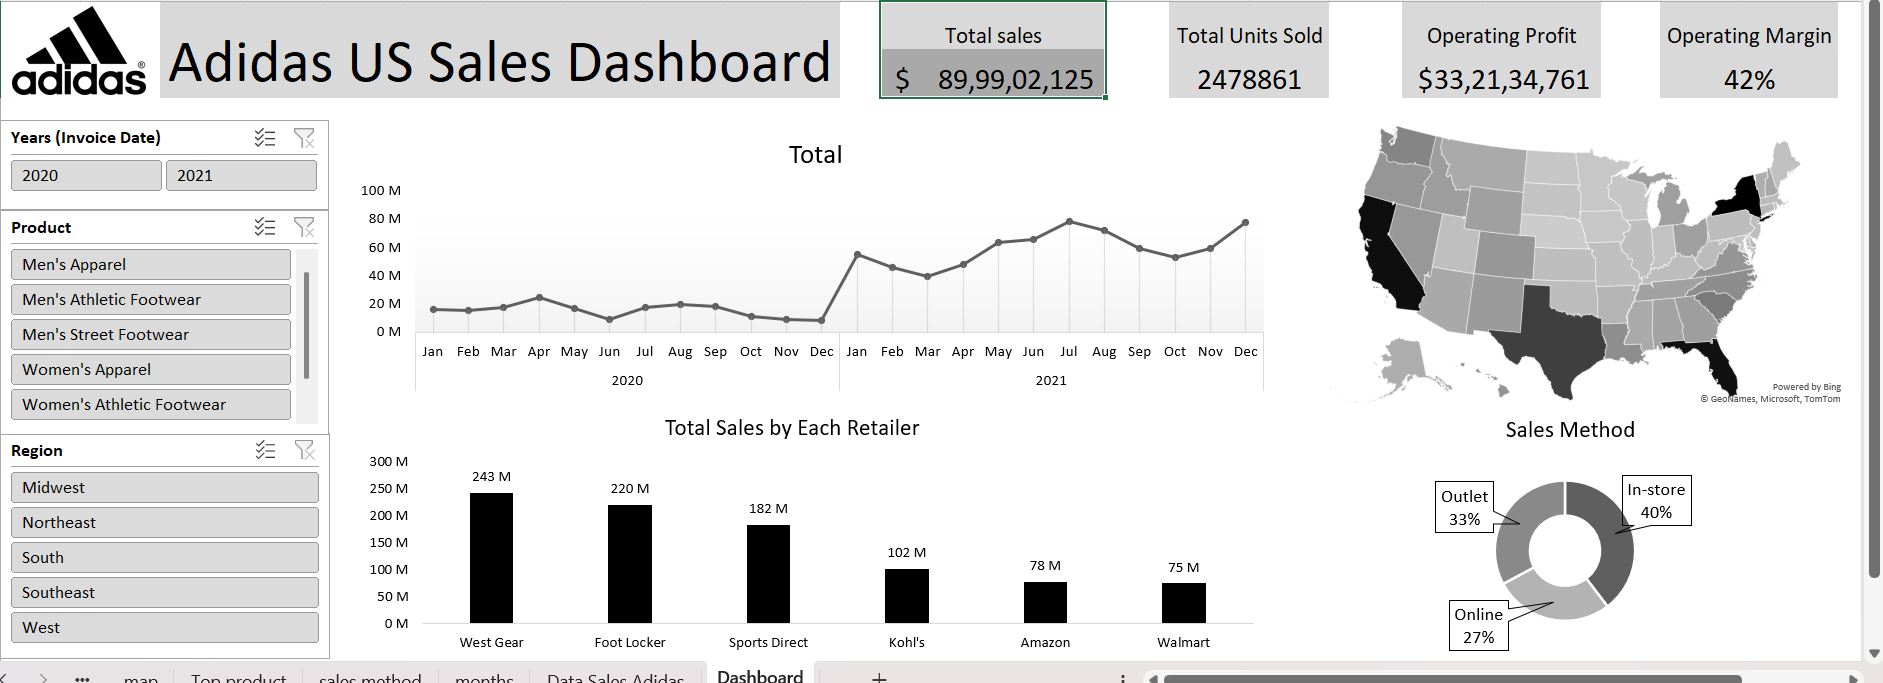 adidas®
Adidas US Sales Dashboard
Total sales
$ 89,99,02,125
Total Units Sold
2478861
Operating Profit
$33,21,34,761
Operating Margin
42%
Years (Invoice Date)
2020 2021
Product
Men's Apparel
Men's Athletic Footwear
Men's Street Footwear
Women's Apparel
Women's Athletic Footwear
Region
Midwest
Northeast
South
Southeast
West
Total
100 M
80 M
60 M
40 M
20 M
0 M
Jan Feb Mar Apr May Jun Jul Aug Sep Oct Nov Dec Jan Feb Mar Apr May Jun Jul Aug Sep Oct Nov Dec
2020 2021
Powered by Bing
© GeoNames, Microsoft, TomTom
Total Sales by Each Retailer
300 M
250 M
200 M
150 M
100 M
50 M
0 M
243 M 220 M 182 M 102 M 78 M 75 M
West Gear Foot Locker Sports Direct Kohl's Amazon Walmart
Sales Method
Outlet
33%
In-store
40%
Online
27%
map Top product sales method months Data Sales Adidas Dashboard